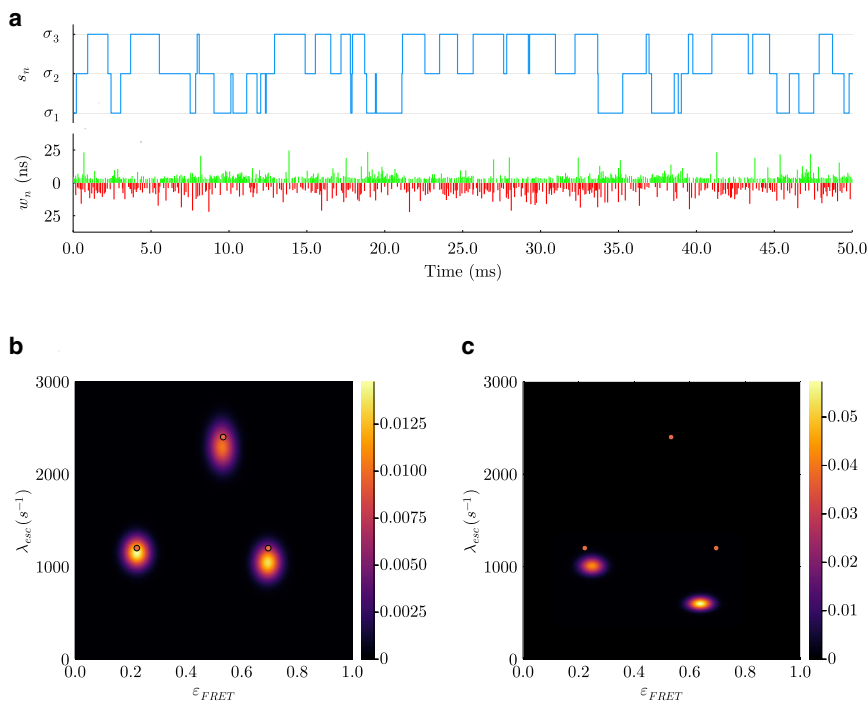 a
σ₃
σ₂
σ₁
sₙ
25
0
25
wₙ (ns)
0.0 5.0 10.0 15.0 20.0 25.0 30.0 35.0 40.0 45.0 50.0
Time (ms)
b
3000
2000
1000
0
λ_esc (s⁻¹)
0.0 0.2 0.4 0.6 0.8 1.0
ε_FRET
0.0125
0.0100
0.0075
0.0050
0.0025
0
c
3000
2000
1000
0
λ_esc (s⁻¹)
0.0 0.2 0.4 0.6 0.8 1.0
ε_FRET
0.05
0.04
0.03
0.02
0.01
0